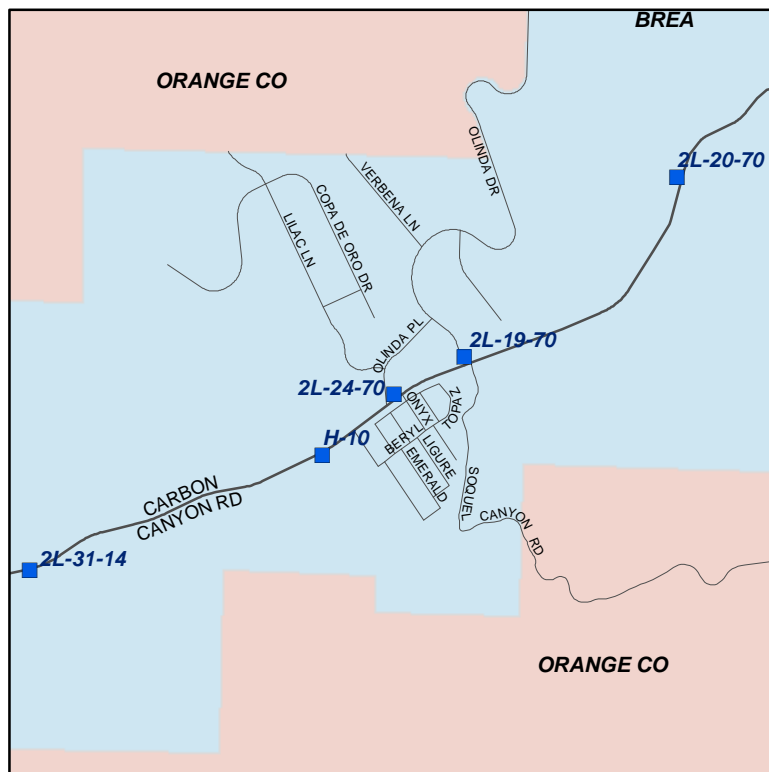 BREA
ORANGE CO
OLINDA DR
2L-20-70
VERBENA LN
COPA DE ORO DR
LILAC LN
OLINDA PL
2L-19-70
2L-24-70
ONYX
TOPAZ
BERYL
H-10
LIGURE
EMERALD
SOQUEL
CANYON RD
CARBON
CANYON RD
2L-31-14
ORANGE CO